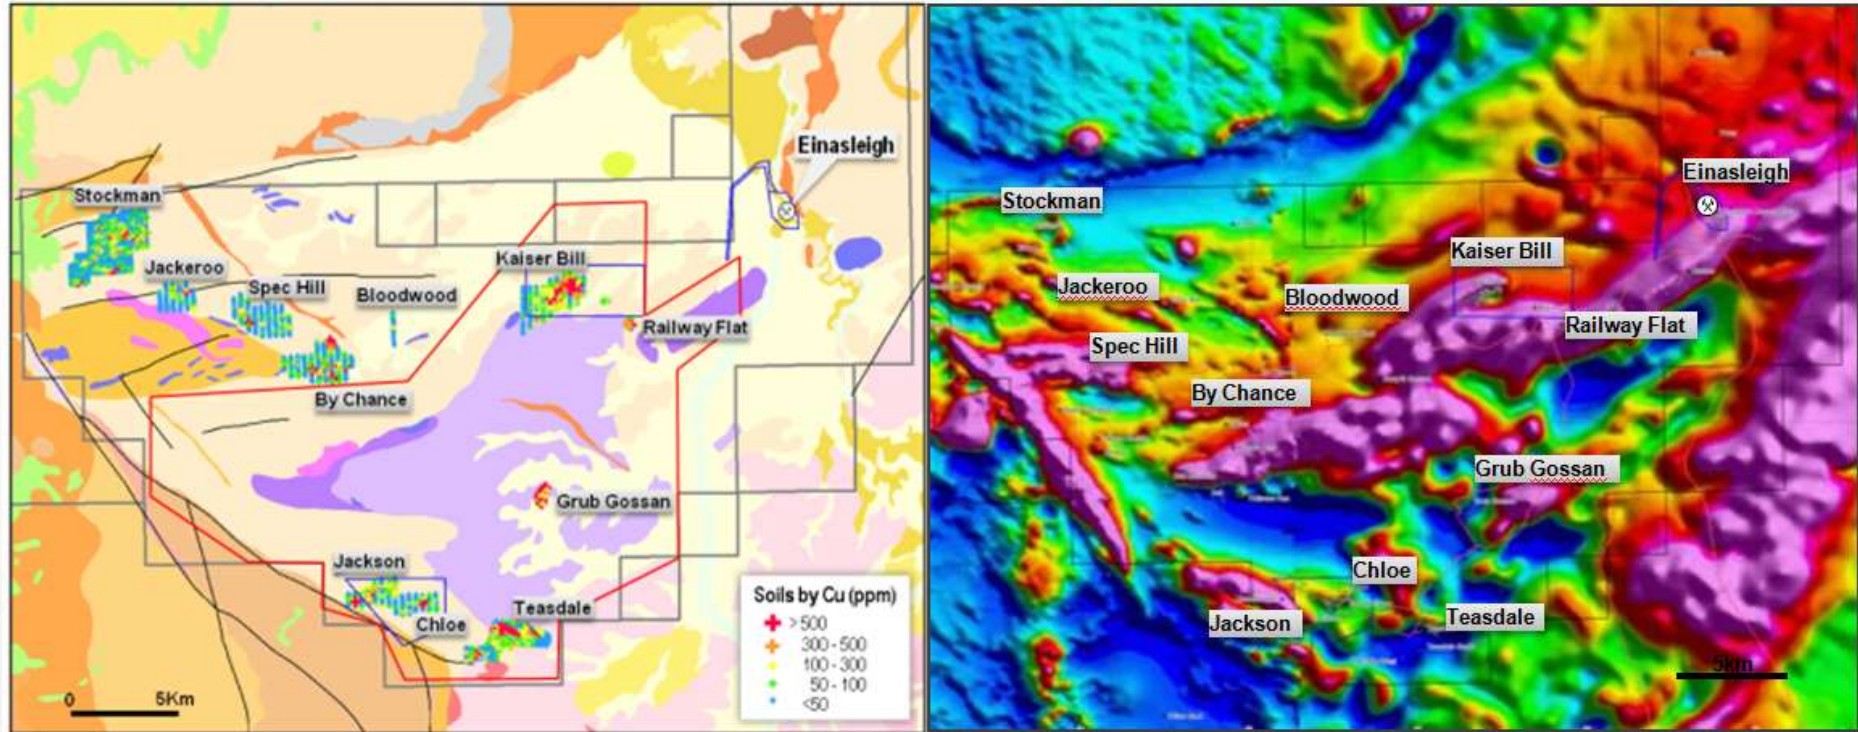 Einasleigh
Stockman
Jackeroo
Spec Hill
Bloodwood
Kaiser Bill
Railway Flat
By Chance
Grub Gossan
Jackson
Chloe
Teasdale
Soils by Cu (ppm)
>500
300 - 500
100 - 300
50 - 100
<50
0 5Km
Einasleigh
Stockman
Kaiser Bill
Jackeroo
Bloodwood
Railway Flat
Spec Hill
By Chance
Grub Gossan
Chloe
Jackson
Teasdale
5km